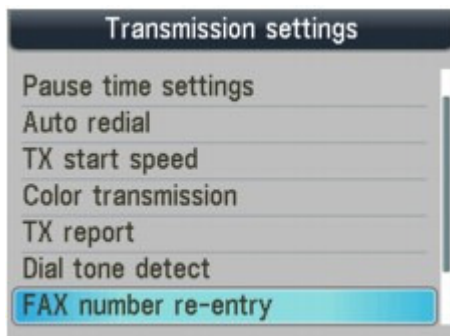 Transmission settings
Pause time settings
Auto redial
TX start speed
Color transmission
TX report
Dial tone detect
FAX number re-entry